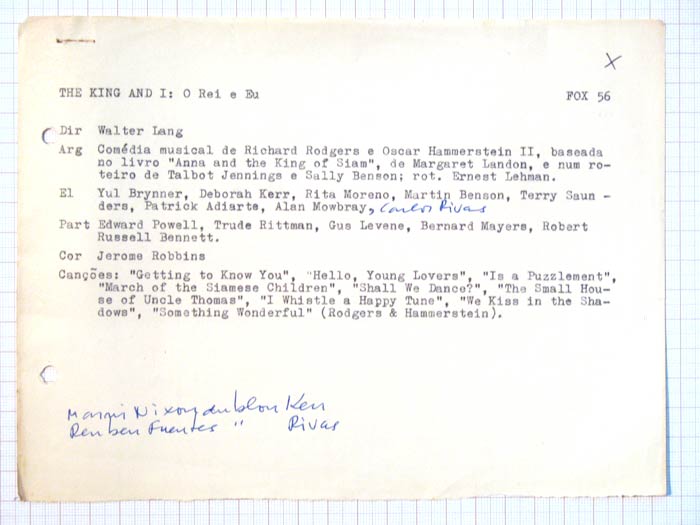 X
THE KING AND I: O Rei e Eu FOX 56
Dir Walter Lang
Arg Comédia musical de Richard Rodgers e Oscar Hammerstein II, baseada
no livro "Anna and the King of Siam", de Margaret Landon, e num ro-
teiro de Talbot Jennings e Sally Benson; rot. Ernest Lehman.
El Yul Brynner, Deborah Kerr, Rita Moreno, Martin Benson, Terry Saun -
ders, Patrick Adiarte, Alan Mowbray, Carlos Rivas
Part Edward Powell, Trude Rittman, Gus Levene, Bernard Mayers, Robert
Russell Bennett.
Cor Jerome Robbins
Canções: "Getting to Know You", "Hello, Young Lovers", "Is a Puzzlement",
"March of the Siamese Children", "Shall We Dance?", "The Small Hou-
se of Uncle Thomas", "I Whistle a Happy Tune", "We Kiss in the Sha-
dows", "Something Wonderful" (Rodgers & Hammerstein).
Marni Nixon dublou Kerr
Reuben Fuentes " Rivas